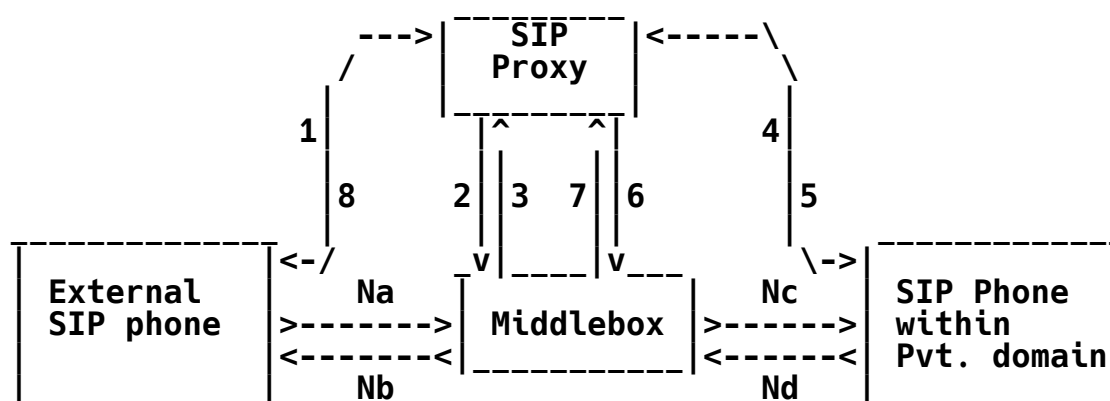 SIP
Proxy
1 4
8 2 3 7 6 5
External Na Nc SIP Phone
SIP phone Middlebox within
Pvt. domain
Nb Nd